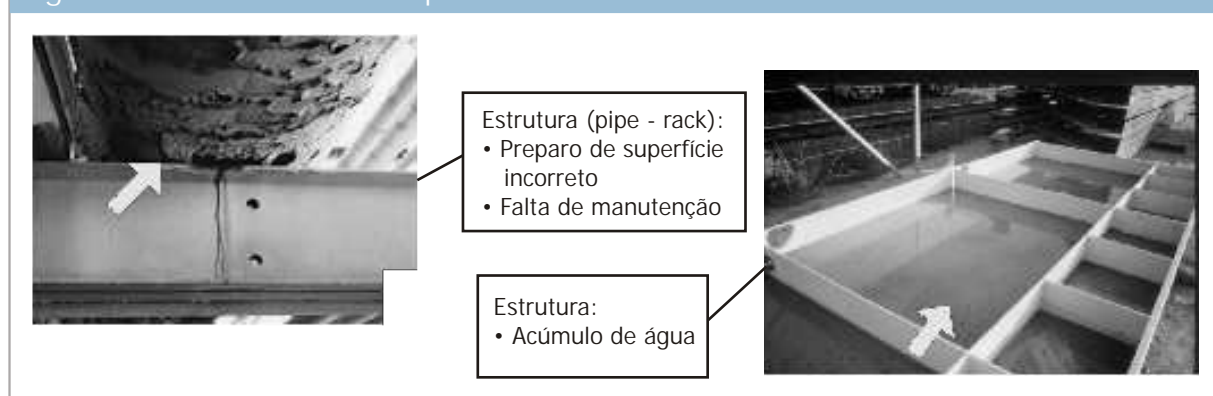 Estrutura (pipe - rack):
• Preparo de superfície
incorreto
• Falta de manutenção
Estrutura:
• Acúmulo de água